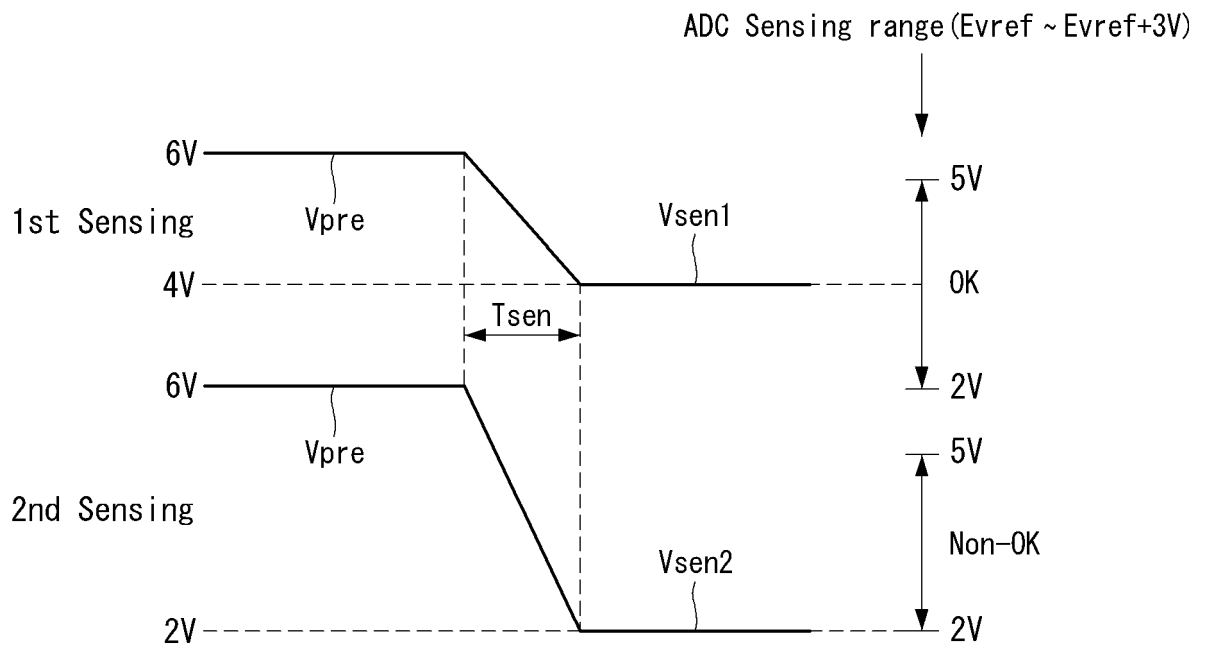 ADC Sensing range(Evref ~ Evref+3V)
6V
5V
1st Sensing
Vpre
Vsen1
4V
OK
Tsen
6V
2V
Vpre
5V
2nd Sensing
Non-OK
Vsen2
2V
2V